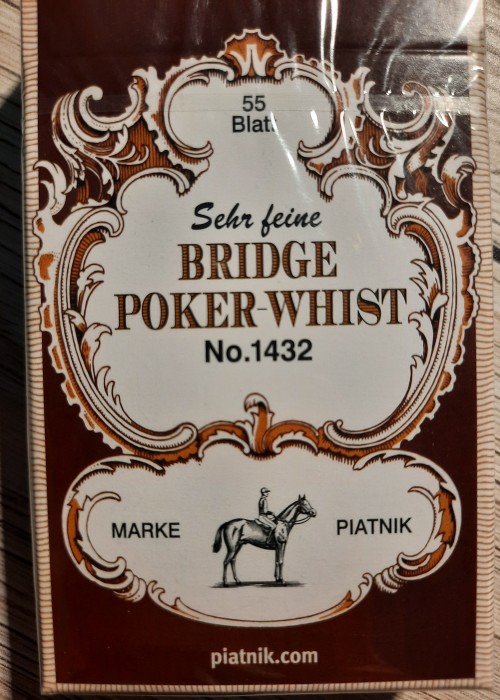 55
Blatt
Sehr feine
BRIDGE
POKER-WHIST
No.1432
MARKE PIATNIK
piatnik.com